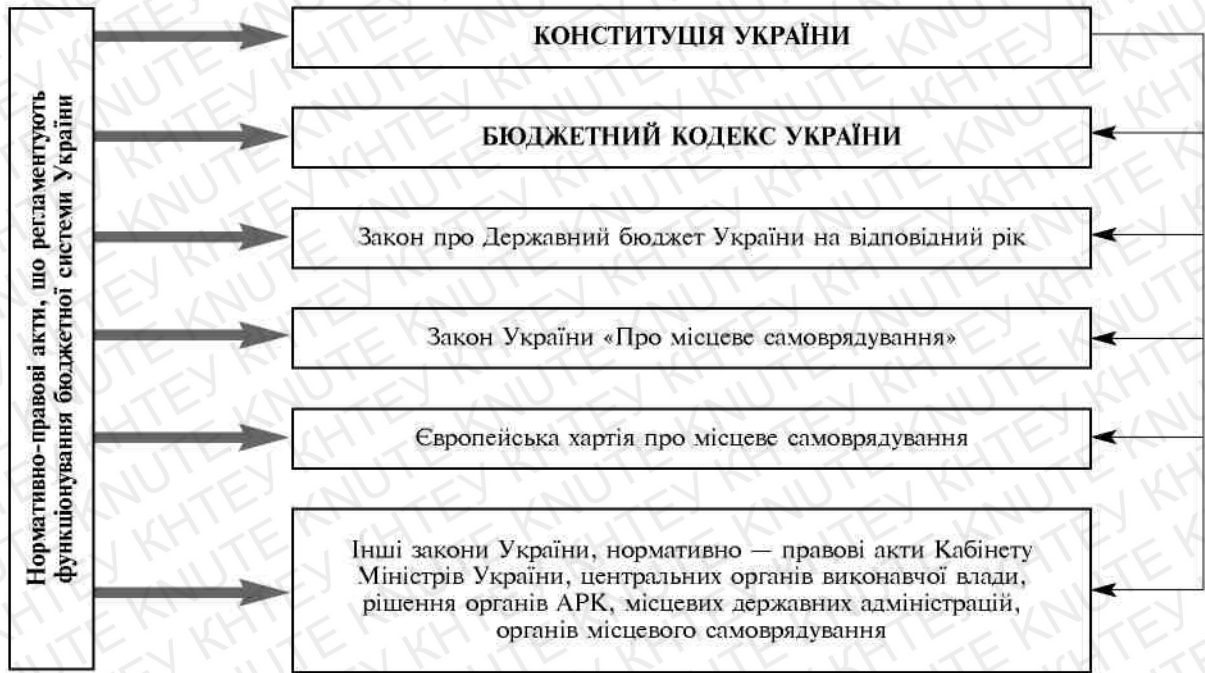 Нормативно-правові акти, що регламентують
функціонування бюджетної системи України
КОНСТИТУЦІЯ УКРАЇНИ
БЮДЖЕТНИЙ КОДЕКС УКРАЇНИ
Закон про Державний бюджет України на відповідний рік
Закон України «Про місцеве самоврядування»
Європейська хартія про місцеве самоврядування
Інші закони України, нормативно — правові акти Кабінету
Міністрів України, центральних органів виконавчої влади,
рішення органів АРК, місцевих державних адміністрацій,
органів місцевого самоврядування